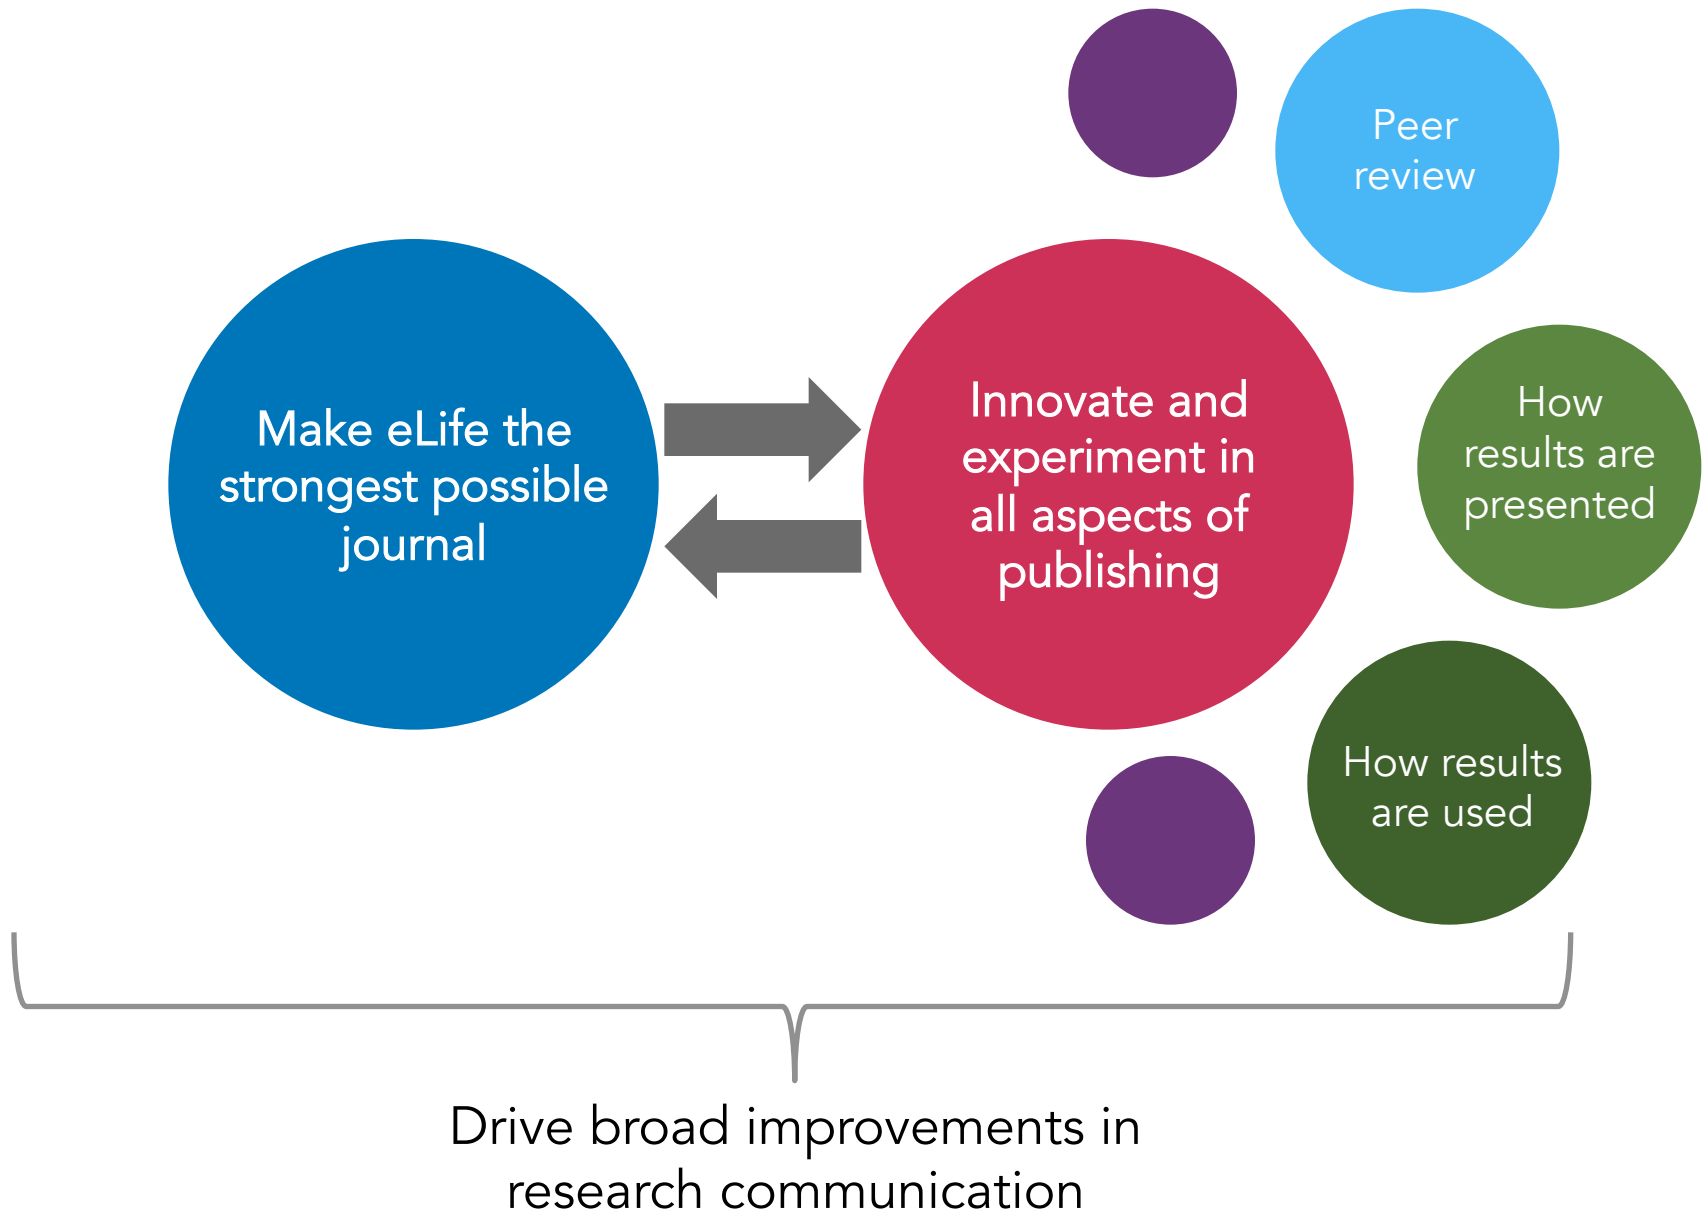 Make eLife the
strongest possible
journal
Innovate and
experiment in
all aspects of
publishing
Peer
review
How
results are
presented
How results
are used
Drive broad improvements in
research communication